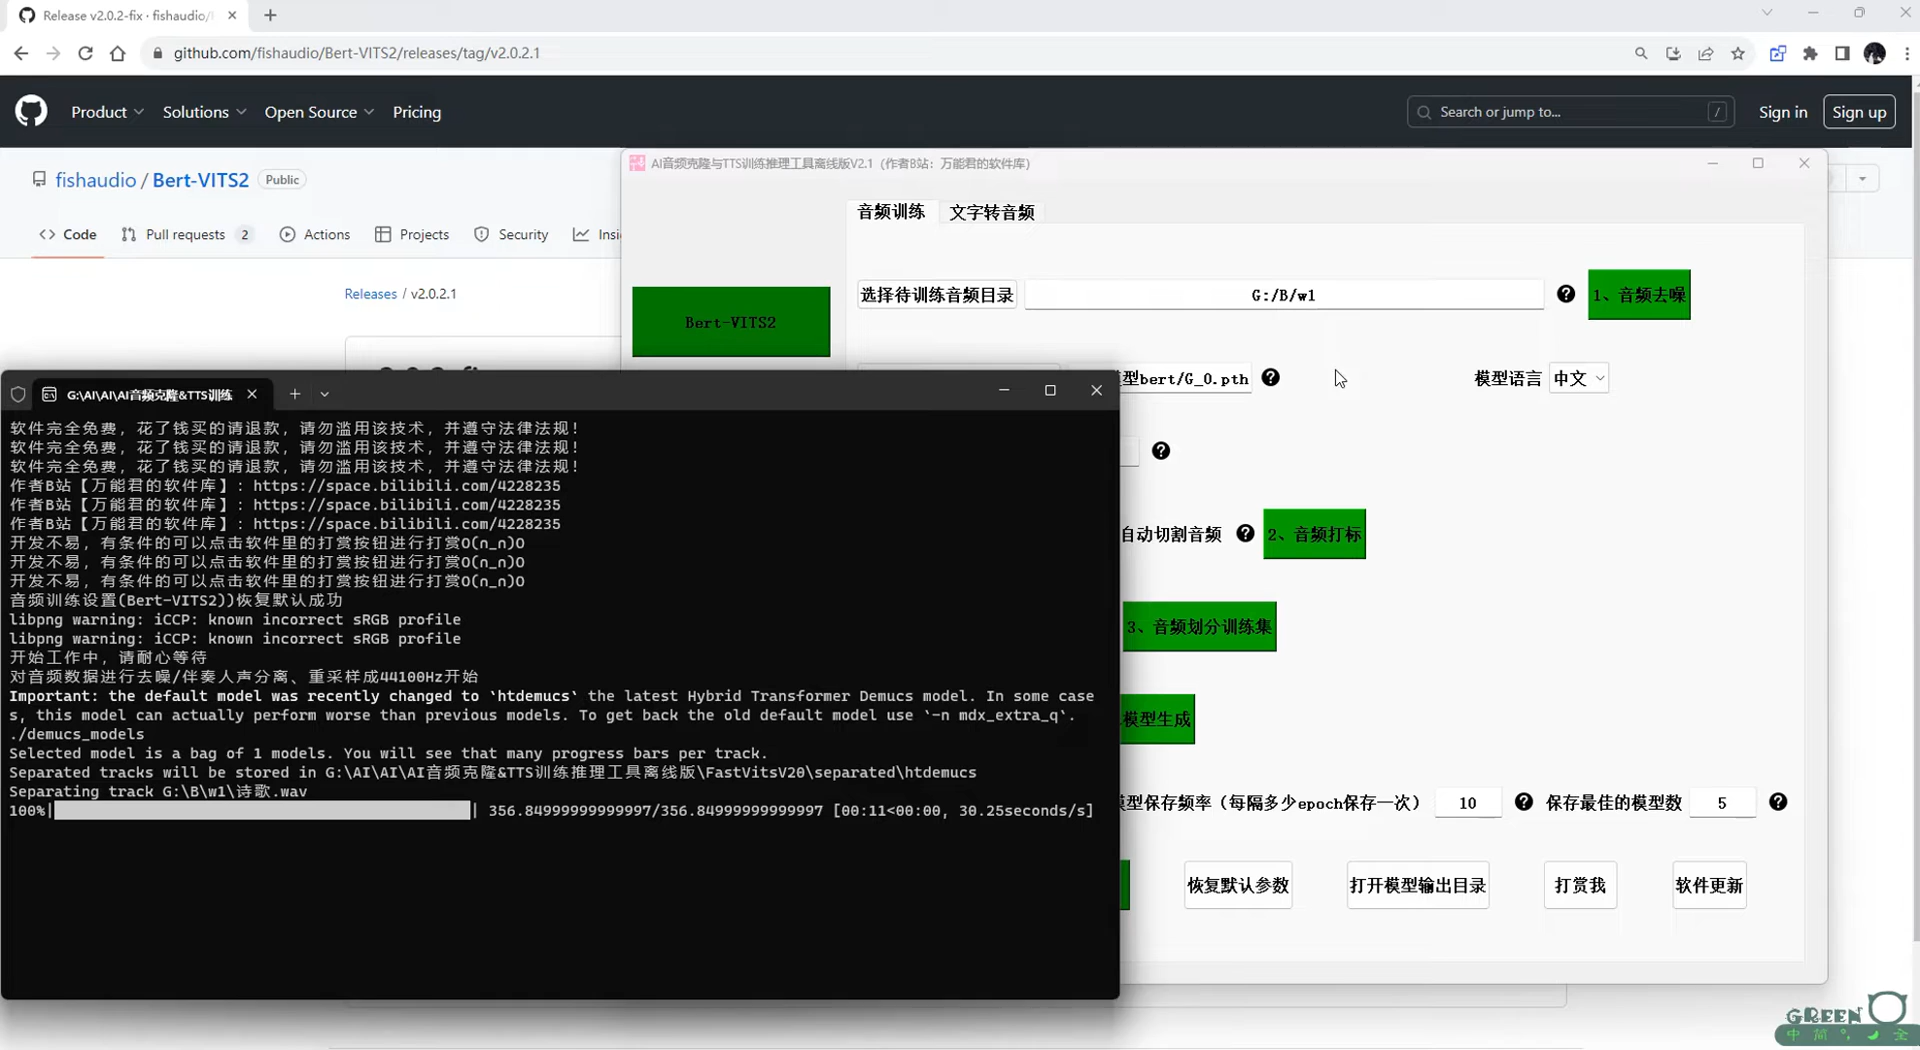 Release v2.0.2-fix · fishaudio/
github.com/fishaudio/Bert-VITS2/releases/tag/v2.0.2.1
Product
Solutions
Open Source
Pricing
Search or jump to...
/
Sign in
Sign up
fishaudio / Bert-VITS2
Public
Code
Pull requests 2
Actions
Projects
Security
Insi
Releases / v2.0.2.1
AI音频克隆与TTS训练推理工具离线版V2.1（作者B站：万能君的软件库）
音频训练
文字转音频
Bert-VITS2
选择待训练音频目录
G:/B/w1
1、音频去噪
型bert/G_0.pth
模型语言
中文
自动切割音频
2、音频打标
3、音频划分训练集
模型生成
型保存频率（每隔多少epoch保存一次）
10
保存最佳的模型数
5
恢复默认参数
打开模型输出目录
打赏我
软件更新
G:\AI\AI\AI音频克隆&TTS训练
软件完全免费，花了钱买的请退款，请勿滥用该技术，并遵守法律法规！
软件完全免费，花了钱买的请退款，请勿滥用该技术，并遵守法律法规！
软件完全免费，花了钱买的请退款，请勿滥用该技术，并遵守法律法规！
作者B站【万能君的软件库】: https://space.bilibili.com/4228235
作者B站【万能君的软件库】: https://space.bilibili.com/4228235
作者B站【万能君的软件库】: https://space.bilibili.com/4228235
开发不易，有条件的可以点击软件里的打赏按钮进行打赏O(n_n)O
开发不易，有条件的可以点击软件里的打赏按钮进行打赏O(n_n)O
开发不易，有条件的可以点击软件里的打赏按钮进行打赏O(n_n)O
音频训练设置(Bert-VITS2))恢复默认成功
libpng warning: iCCP: known incorrect sRGB profile
libpng warning: iCCP: known incorrect sRGB profile
开始工作中，请耐心等待
对音频数据进行去噪/伴奏人声分离、重采样成44100Hz开始
Important: the default model was recently changed to `htdemucs` the latest Hybrid Transformer Demucs model. In some case
s, this model can actually perform worse than previous models. To get back the old default model use `-n mdx_extra_q`.
./demucs_models
Selected model is a bag of 1 models. You will see that many progress bars per track.
Separated tracks will be stored in G:\AI\AI\AI音频克隆&TTS训练推理工具离线版\FastVitsV20\separated\htdemucs
Separating track G:\B\w1\诗歌.wav
100%| | 356.84999999999997/356.84999999999997 [00:11<00:00, 30.25seconds/s]
GREEN
中 简 °, 全